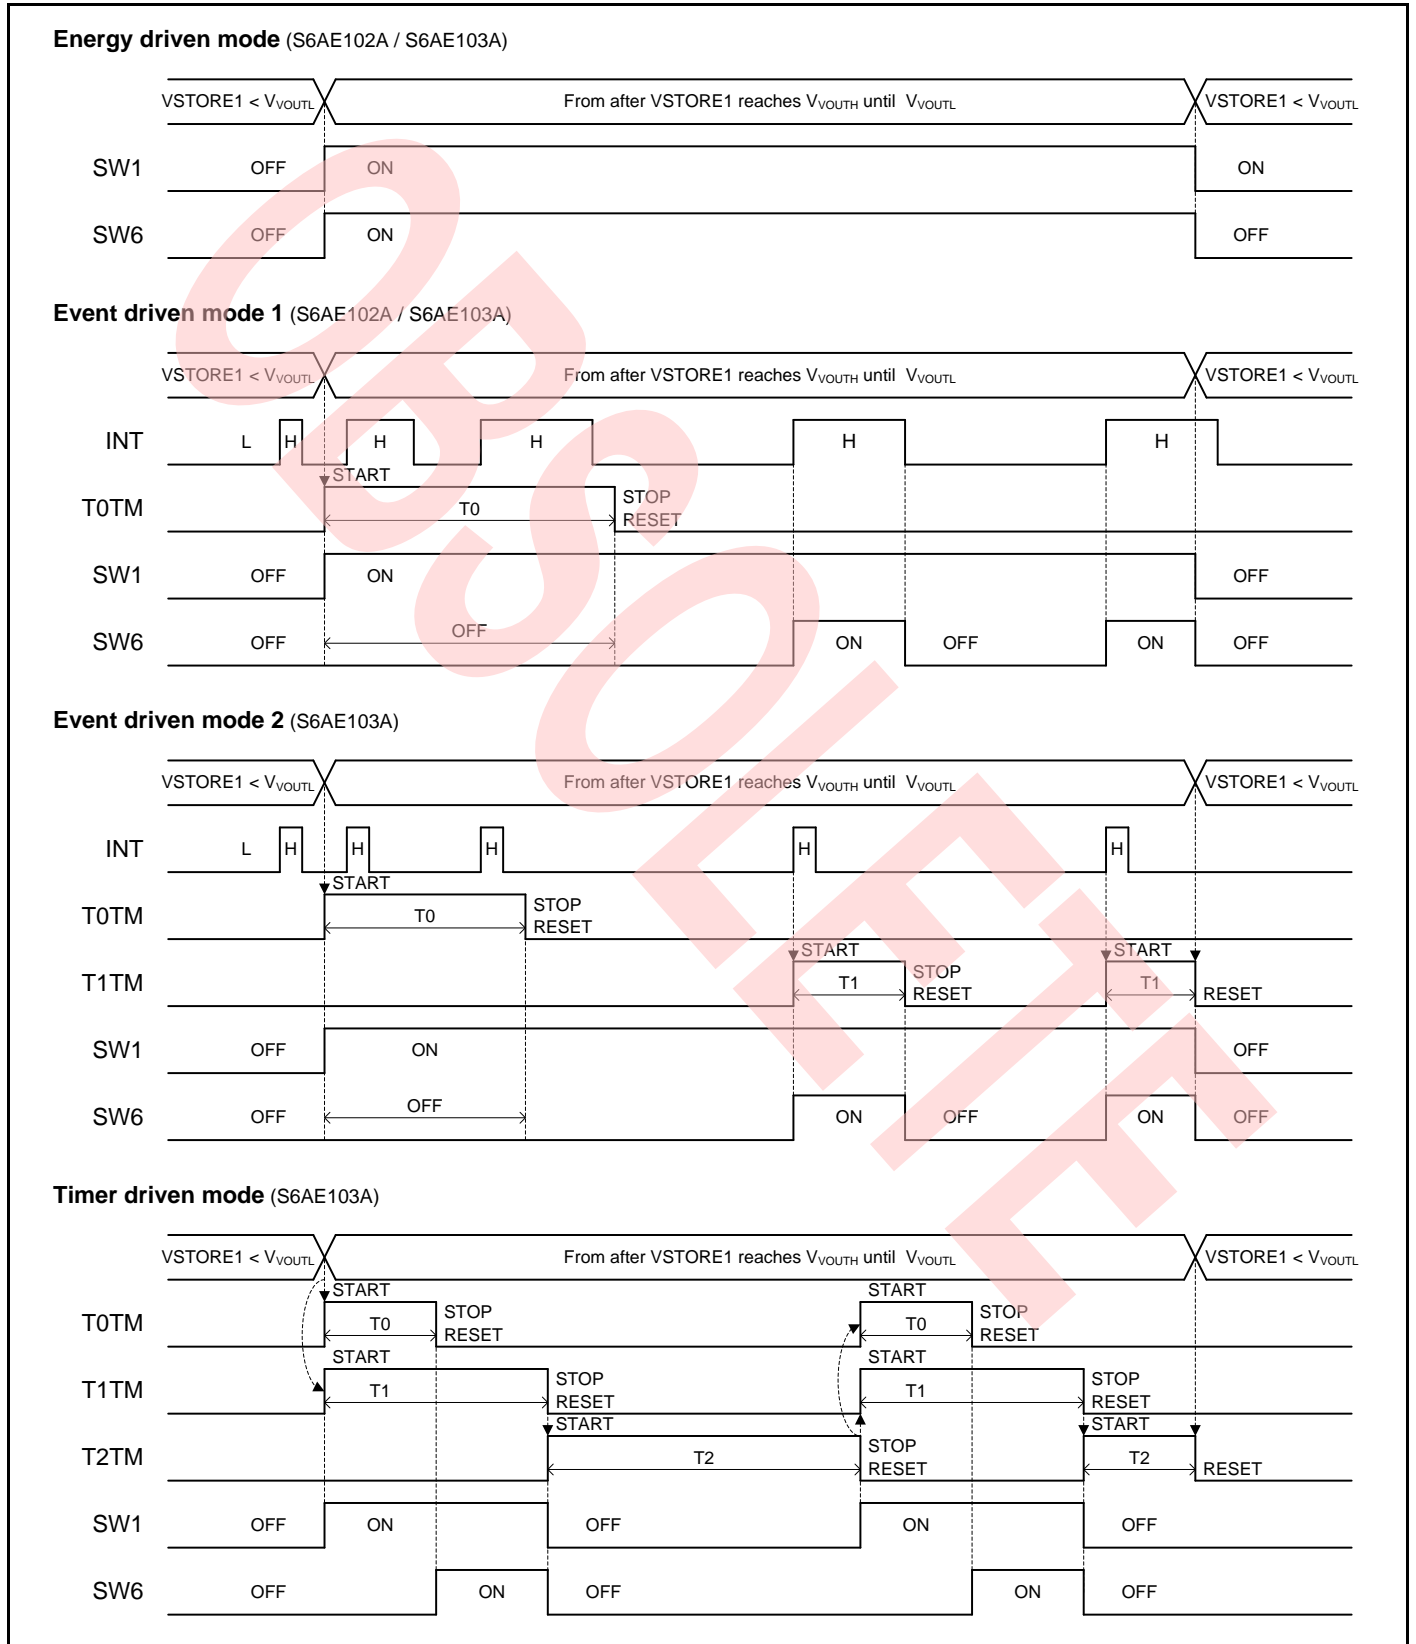 Energy driven mode (S6AE102A / S6AE103A)
VSTORE1 < VVOUTL From after VSTORE1 reaches VVOUTH until VVOUTL VSTORE1 < VVOUTL
SW1 OFF ON ON
SW6 OFF ON OFF
Event driven mode 1 (S6AE102A / S6AE103A)
VSTORE1 < VVOUTL From after VSTORE1 reaches VVOUTH until VVOUTL VSTORE1 < VVOUTL
INT L H H H H H
START
T0TM T0 STOP
RESET
SW1 OFF ON OFF
SW6 OFF OFF ON OFF ON OFF
Event driven mode 2 (S6AE103A)
VSTORE1 < VVOUTL From after VSTORE1 reaches VVOUTH until VVOUTL VSTORE1 < VVOUTL
INT L H H H H H
START
T0TM T0 STOP
RESET
START START
T1TM T1 STOP
RESET T1 RESET
SW1 OFF ON OFF
SW6 OFF OFF ON OFF ON OFF
Timer driven mode (S6AE103A)
VSTORE1 < VVOUTL From after VSTORE1 reaches VVOUTH until VVOUTL VSTORE1 < VVOUTL
START START
T0TM T0 STOP
RESET T0 STOP
RESET
START START
T1TM T1 STOP
RESET T1 STOP
RESET
START START
T2TM T2 STOP
RESET T2 RESET
SW1 OFF ON OFF ON OFF
SW6 OFF ON OFF ON OFF
OBSOLETE